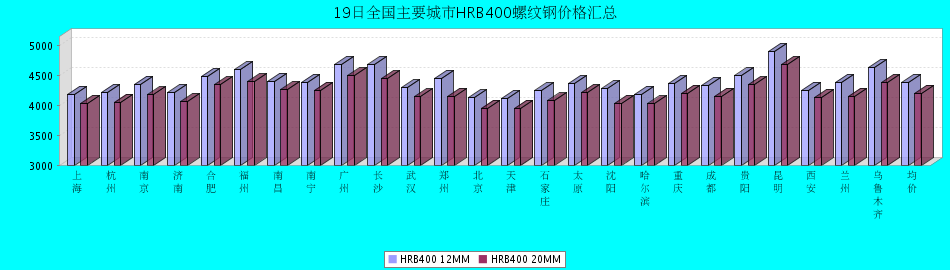 19日全国主要城市HRB400螺纹钢价格汇总
5000
4500
4000
3500
3000
上海
杭州
南京
济南
合肥
福州
南昌
南宁
广州
长沙
武汉
郑州
北京
天津
石家庄
太原
沈阳
哈尔滨
重庆
成都
贵阳
昆明
西安
兰州
乌鲁木齐
均价
HRB400 12MM
HRB400 20MM